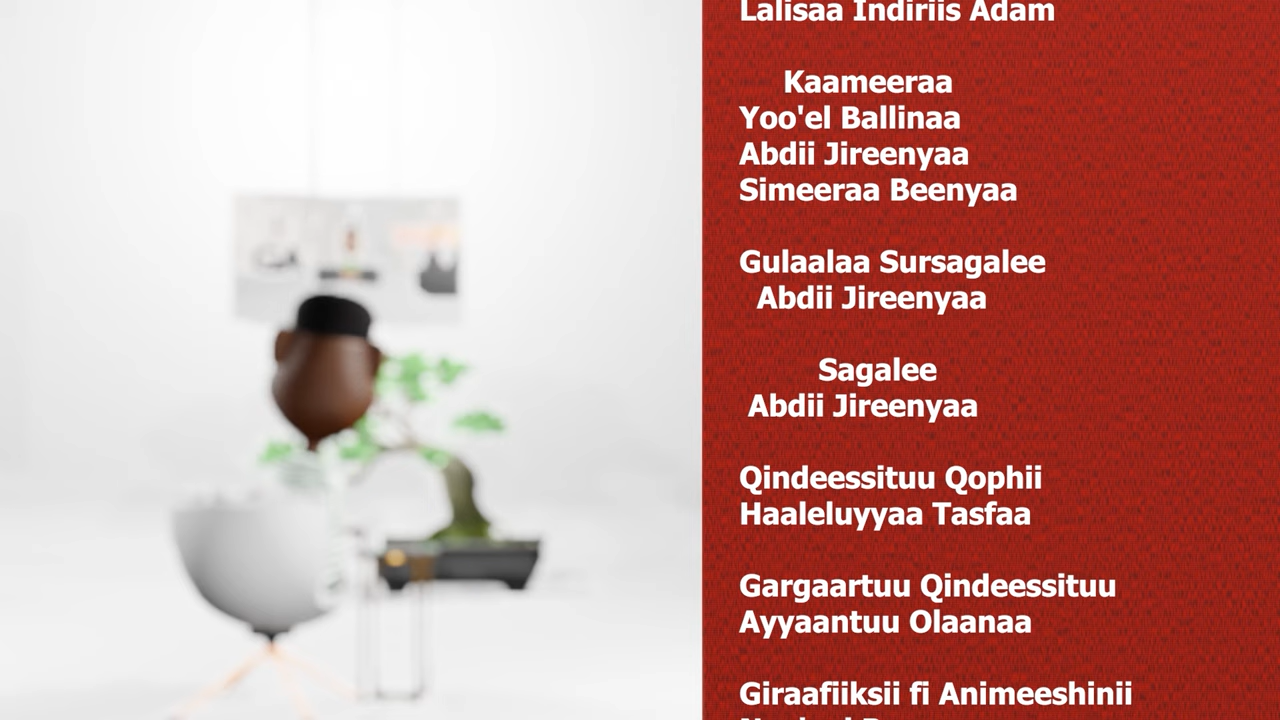 Lalisaa Indiriis Adam
Kaameeraa
Yoo'el Ballinaa
Abdii Jireenyaa
Simeeraa Beenyaa
Gulaalaa Sursagalee
Abdii Jireenyaa
Sagalee
Abdii Jireenyaa
Qindeessituu Qophii
Haaleluyyaa Tasfaa
Gargaartuu Qindeessituu
Ayyaantuu Olaanaa
Giraafiiksii fi Animeeshinii